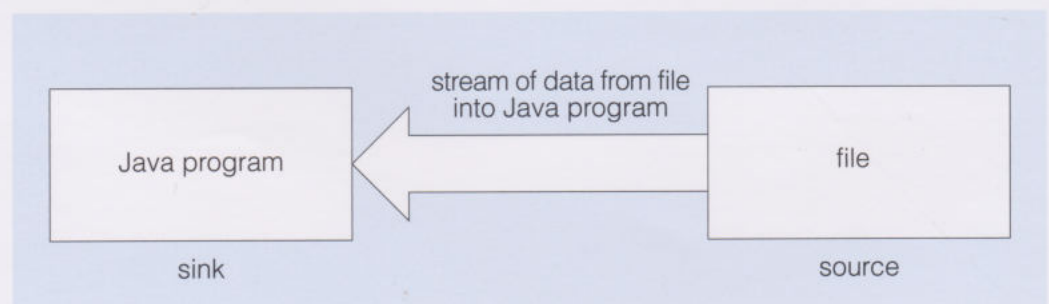 stream of data from file
into Java program
Java program
file
sink
source